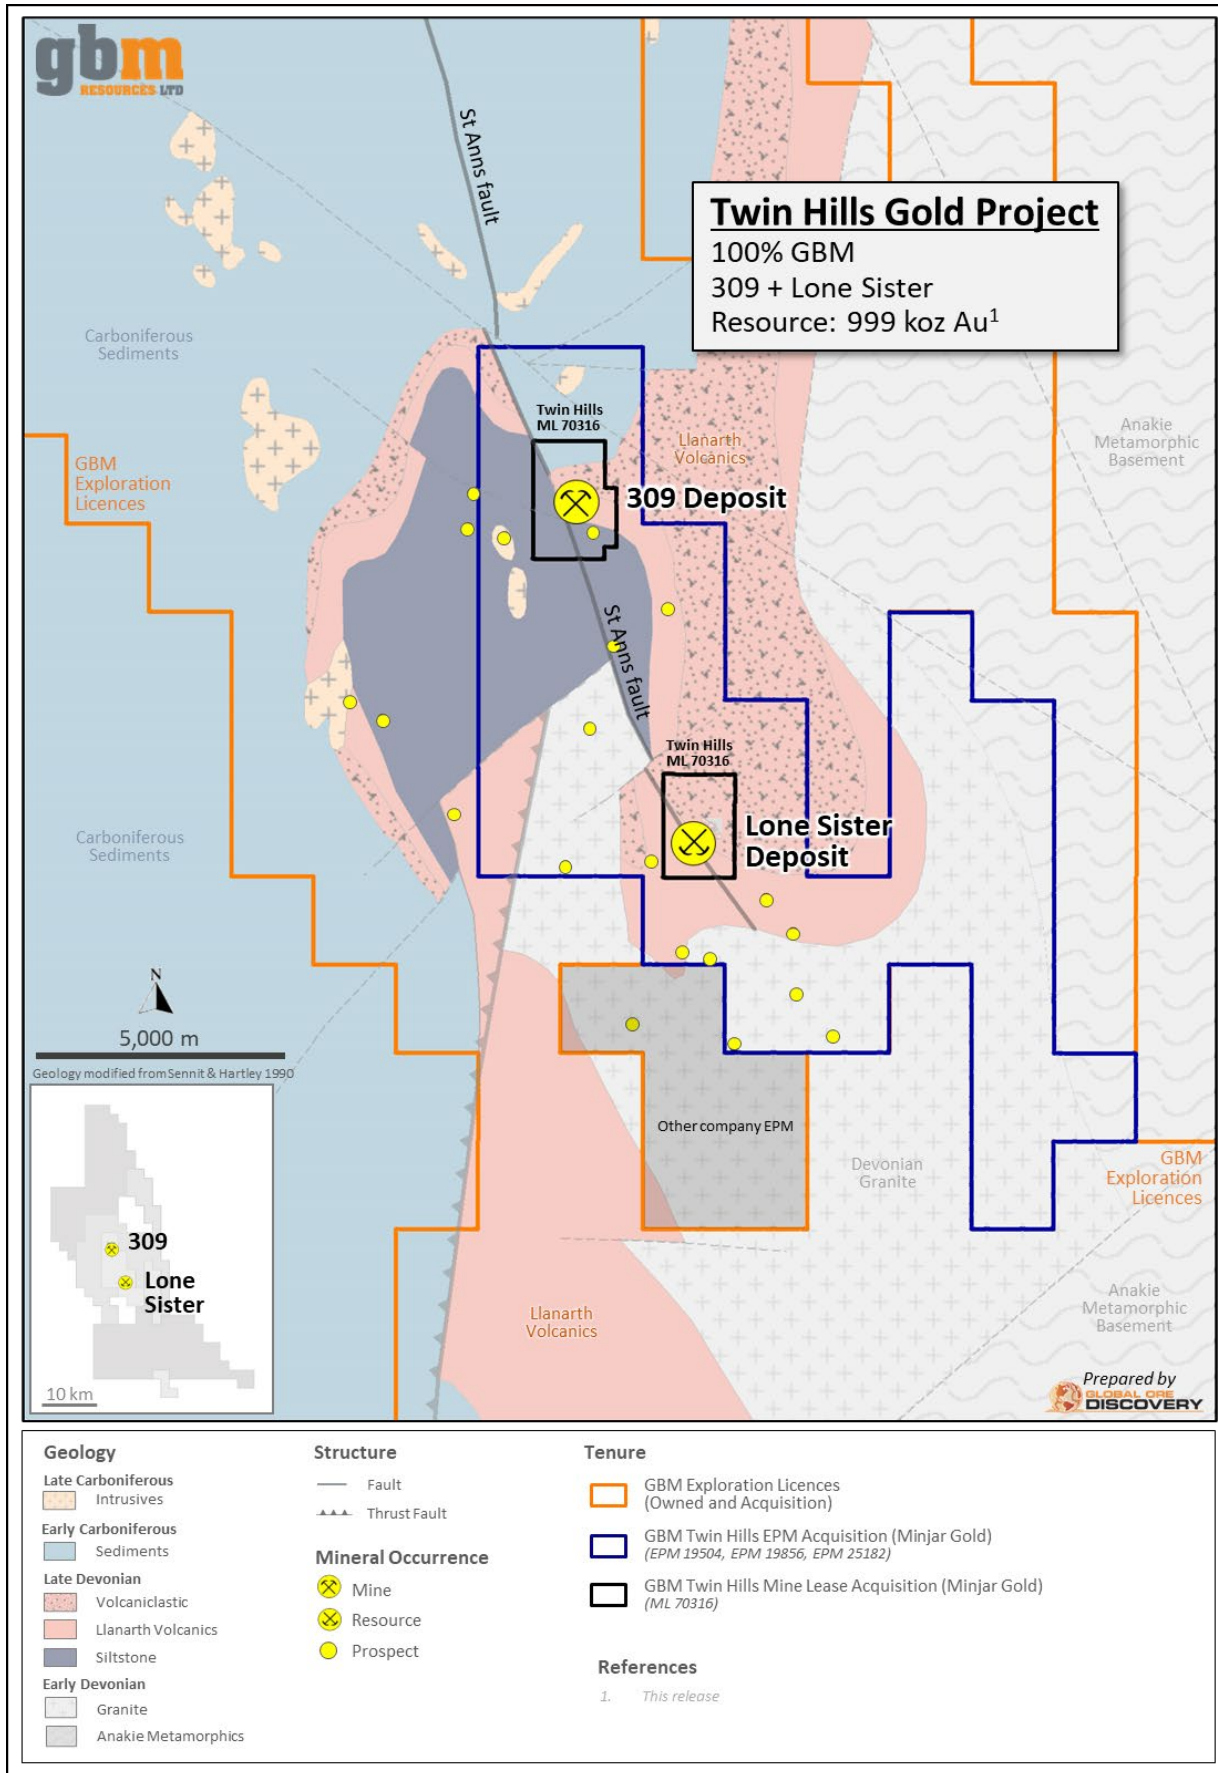 gbm
RESOURCES LTD
St Anns fault
Twin Hills Gold Project
100% GBM
309 + Lone Sister
Resource: 999 koz Au1
Carboniferous
Sediments
Twin Hills
ML 70316
Llanarth
Volcanics
Anakie
Metamorphic
Basement
GBM
Exploration
Licences
309 Deposit
St Anns fault
Twin Hills
ML 70316
Lone Sister
Deposit
Carboniferous
Sediments
N
5,000 m
Geology modified from Sennit & Hartley 1990
Other company EPM
Devonian
Granite
GBM
Exploration
Licences
309
Lone
Sister
10 km
Llanarth
Volcanics
Anakie
Metamorphic
Basement
Prepared by
GLOBAL ORE
DISCOVERY
Geology
Late Carboniferous
Intrusives
Early Carboniferous
Sediments
Late Devonian
Volcaniclastic
Llanarth Volcanics
Siltstone
Early Devonian
Granite
Anakie Metamorphics
Structure
Fault
Thrust Fault
Mineral Occurrence
Mine
Resource
Prospect
Tenure
GBM Exploration Licences
(Owned and Acquisition)
GBM Twin Hills EPM Acquisition (Minjar Gold)
(EPM 19504, EPM 19856, EPM 25182)
GBM Twin Hills Mine Lease Acquisition (Minjar Gold)
(ML 70316)
References
1. This release